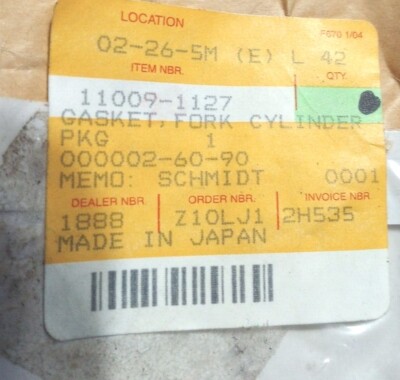 LOCATION
F070 1/04
02-26-5M (E) L 42
ITEM NBR. QTY.
11009-1127
GASKET, FORK CYLINDER
PKG 1
000002-60-90
MEMO: SCHMIDT 0001
DEALER NBR. ORDER NBR. INVOICE NBR.
1888 Z10LJ1 2H535
MADE IN JAPAN